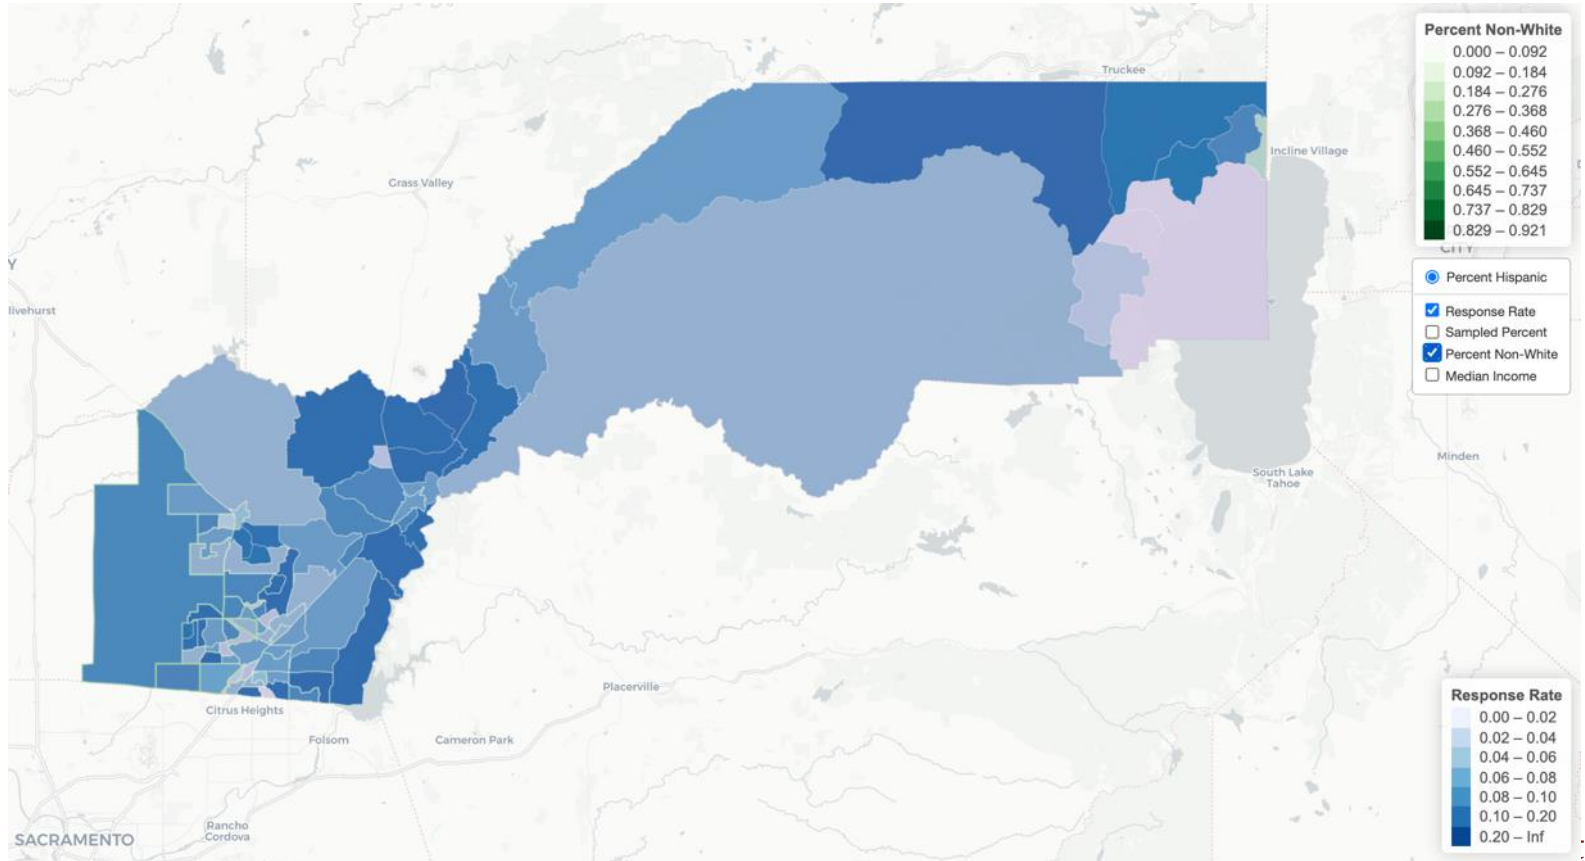 Percent Non-White
0.000 – 0.092
0.092 – 0.184
0.184 – 0.276
0.276 – 0.368
0.368 – 0.460
0.460 – 0.552
0.552 – 0.645
0.645 – 0.737
0.737 – 0.829
0.829 – 0.921
CITY
Percent Hispanic
Response Rate
Sampled Percent
Percent Non-White
Median Income
Truckee
Incline Village
Grass Valley
Y
livehurst
Minden
South Lake
Tahoe
Placerville
Citrus Heights
Folsom
Cameron Park
Rancho
Cordova
SACRAMENTO
Response Rate
0.00 – 0.02
0.02 – 0.04
0.04 – 0.06
0.06 – 0.08
0.08 – 0.10
0.10 – 0.20
0.20 – Inf